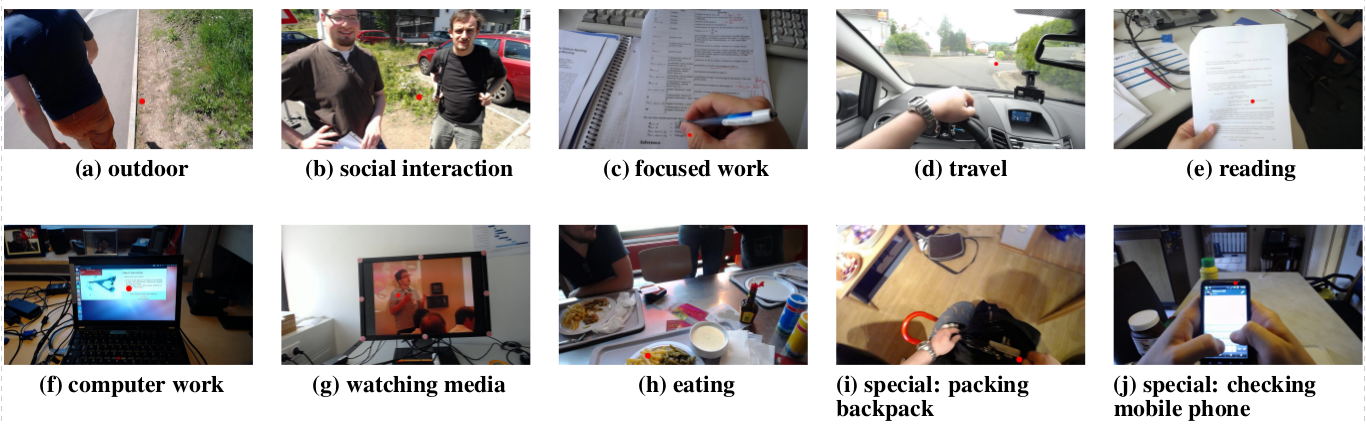 (a) outdoor
(b) social interaction
(c) focused work
(d) travel
(e) reading
(f) computer work
(g) watching media
(h) eating
(i) special: packing
backpack
(j) special: checking
mobile phone